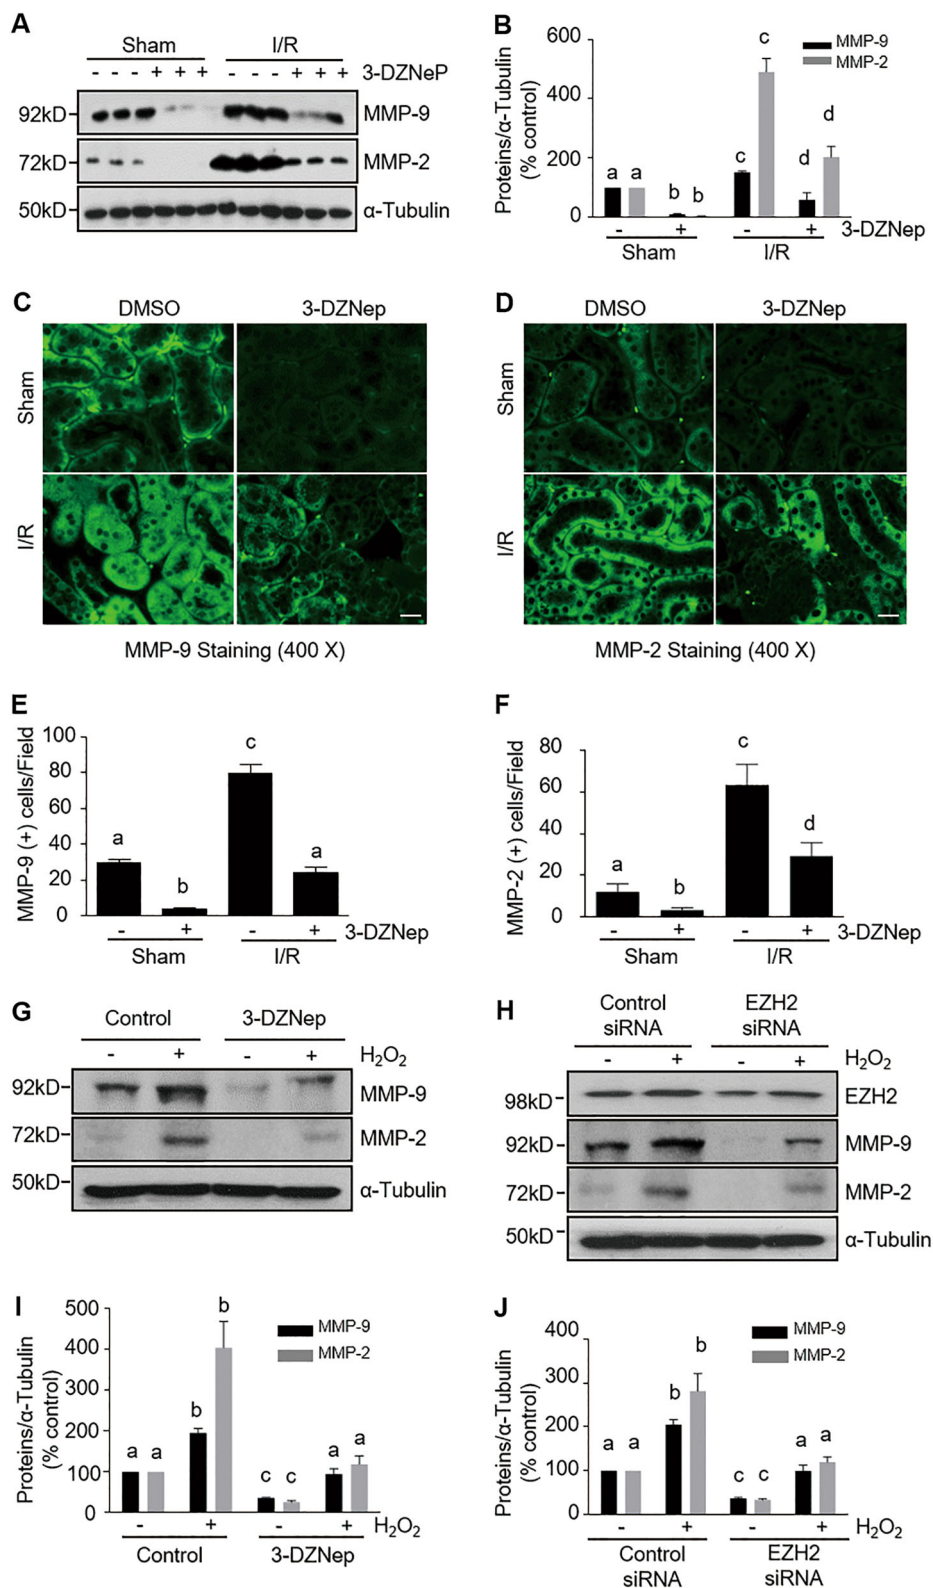 A
Sham I/R
- - - + + + - - - + + + 3-DZNeP
92kD MMP-9
72kD MMP-2
50kD α-Tubulin
B
Proteins/α-Tubulin
(% control)
600
400
200
0
MMP-9
MMP-2
a a b b c c d d
- + - + 3-DZNep
Sham I/R
C
DMSO 3-DZNep
Sham
I/R
MMP-9 Staining (400 X)
D
DMSO 3-DZNep
Sham
I/R
MMP-2 Staining (400 X)
E
MMP-9 (+) cells/Field
100
80
60
40
20
0
a b c a
- + - + 3-DZNep
Sham I/R
F
MMP-2 (+) cells/Field
80
60
40
20
0
a b c d
- + - + 3-DZNep
Sham I/R
G
Control 3-DZNep
- + - + H₂O₂
92kD MMP-9
72kD MMP-2
50kD α-Tubulin
H
Control EZH2
siRNA siRNA
- + - + H₂O₂
98kD EZH2
92kD MMP-9
72kD MMP-2
50kD α-Tubulin
I
Proteins/α-Tubulin
(% control)
500
400
300
200
100
0
MMP-9
MMP-2
a a b b c c a a
- + - + H₂O₂
Control 3-DZNep
J
Proteins/α-Tubulin
(% control)
400
300
200
100
0
MMP-9
MMP-2
a a b b c c a a
- + - + H₂O₂
Control EZH2
siRNA siRNA